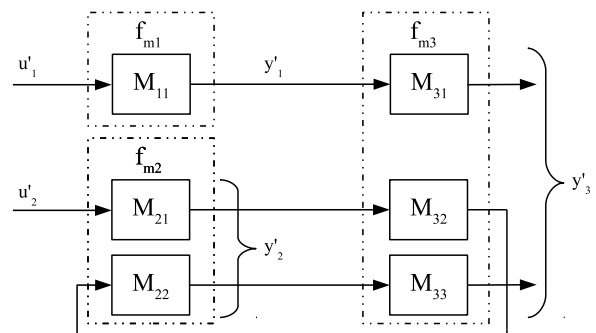 f_m1 f_m3
u'_1 M_11 y'_1 M_31
f_m2
u'_2 M_21 M_32 y'_3
y'_2
M_22 M_33